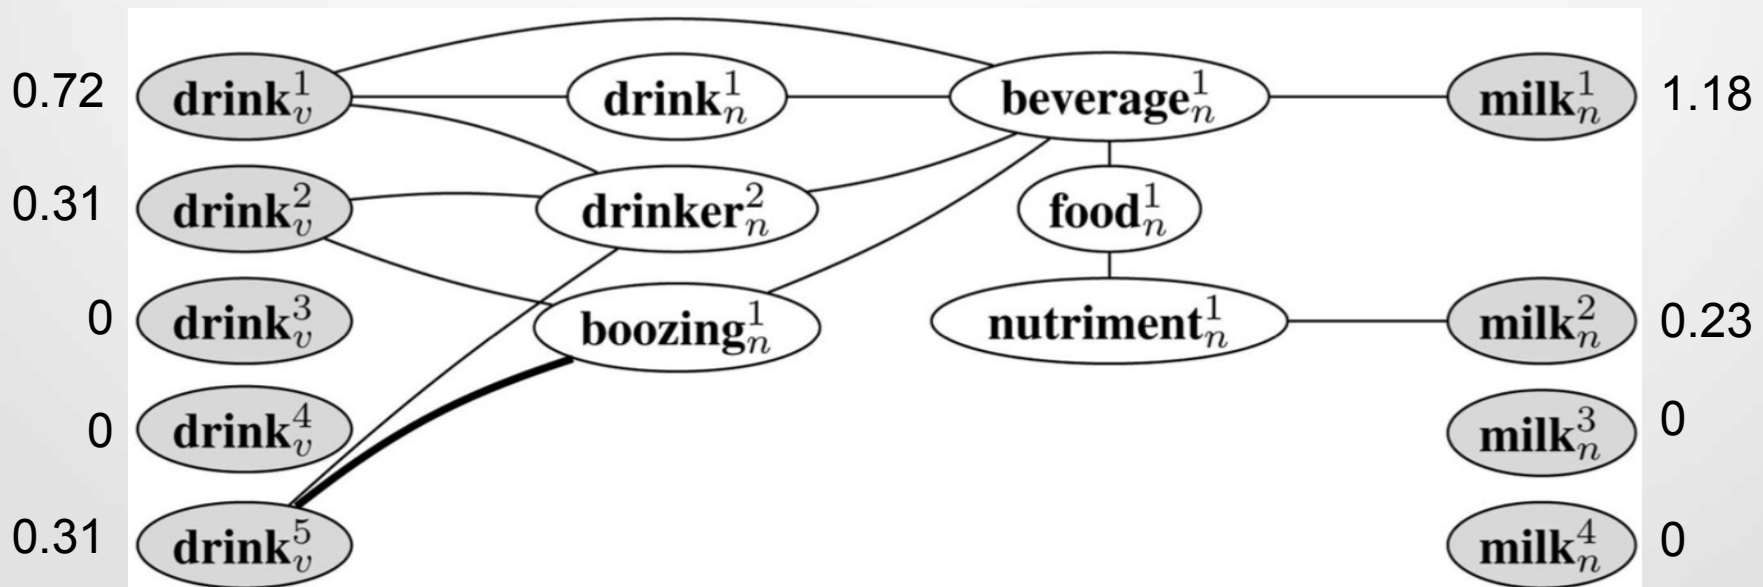 0.72 drink¹ᵥ drink¹ₙ beverage¹ₙ milk¹ₙ 1.18
0.31 drink²ᵥ drinker²ₙ food¹ₙ
0 drink³ᵥ boozing¹ₙ nutriment¹ₙ milk²ₙ 0.23
0 drink⁴ᵥ milk³ₙ 0
0.31 drink⁵ᵥ milk⁴ₙ 0